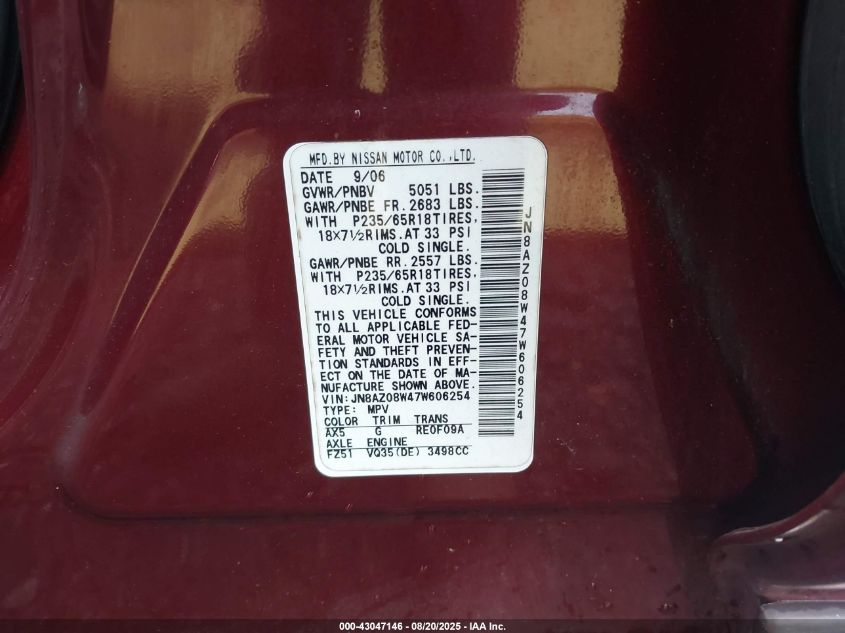 MFD.BY NISSAN MOTOR CO.,LTD.
DATE 9/06
GVWR/PNBV 5051 LBS.
GAWR/PNBE FR.2683 LBS.
WITH P235/65R18TIRES,
18X7½RIMS.AT 33 PSI
COLD SINGLE.
GAWR/PNBE RR.2557 LBS.
WITH P235/65R18TIRES,
18X7½RIMS.AT 33 PSI
COLD SINGLE.
THIS VEHICLE CONFORMS
TO ALL APPLICABLE FED-
ERAL MOTOR VEHICLE SA-
FETY AND THEFT PREVEN-
TION STANDARDS IN EFF-
ECT ON THE DATE OF MA-
NUFACTURE SHOWN ABOVE.
VIN:JN8AZ08W47W606254
TYPE: MPV
COLOR TRIM TRANS
AX5 G RE0F09A
AXLE ENGINE
FZ51 VQ35(DE) 3498CC
JN8AZ08W47W606254
000-43047146 - 08/20/2025 - IAA Inc.